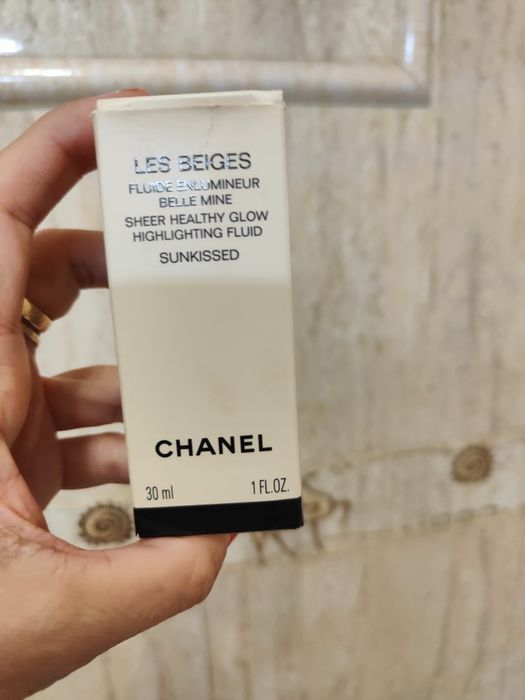 LES BEIGES
FLUIDE ENLUMINEUR
BELLE MINE
SHEER HEALTHY GLOW
HIGHLIGHTING FLUID
SUNKISSED
CHANEL
30 ml 1 FL.OZ.